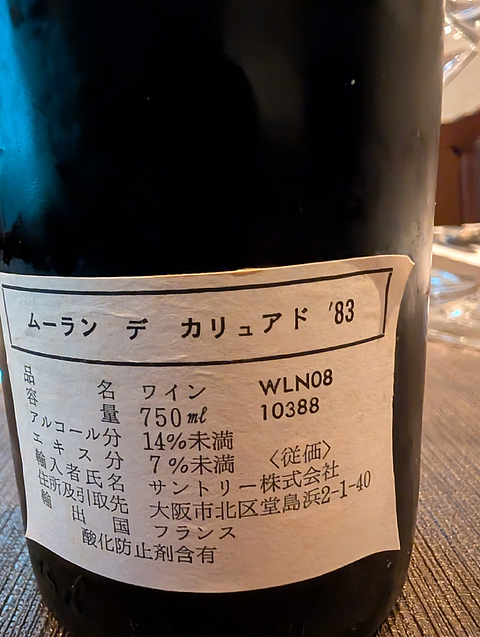 ムーラン デ カリュアド '83
品名 ワイン WLN08
容量 750ml 10388
アルコール分 14%未満
エキス分 7%未満 〈従価〉
輸入者氏名 サントリー株式会社
住所及引取先 大阪市北区堂島浜2-1-40
輸出国 フランス
酸化防止剤含有